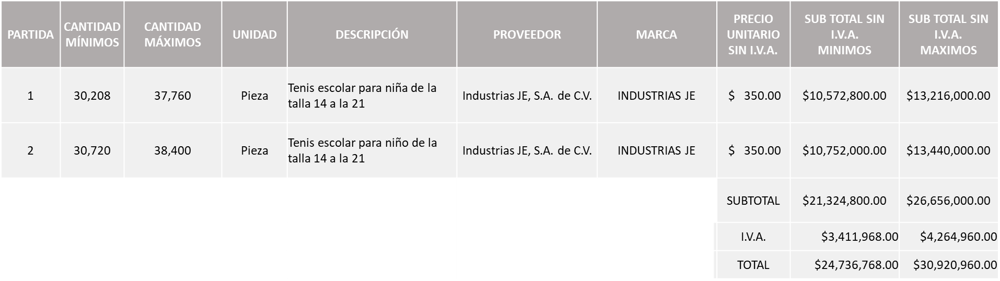 PARTIDA
CANTIDAD
MÍNIMOS
CANTIDAD
MÁXIMOS
UNIDAD
DESCRIPCIÓN
PROVEEDOR
MARCA
PRECIO
UNITARIO
SIN I.V.A.
SUB TOTAL SIN
I.V.A.
MINIMOS
SUB TOTAL SIN
I.V.A.
MAXIMOS
1
30,208
37,760
Pieza
Tenis escolar para niña de la
talla 14 a la 21
Industrias JE, S.A. de C.V.
INDUSTRIAS JE
$ 350.00
$10,572,800.00
$13,216,000.00
2
30,720
38,400
Pieza
Tenis escolar para niño de la
talla 14 a la 21
Industrias JE, S.A. de C.V.
INDUSTRIAS JE
$ 350.00
$10,752,000.00
$13,440,000.00
SUBTOTAL
$21,324,800.00
$26,656,000.00
I.V.A.
$3,411,968.00
$4,264,960.00
TOTAL
$24,736,768.00
$30,920,960.00